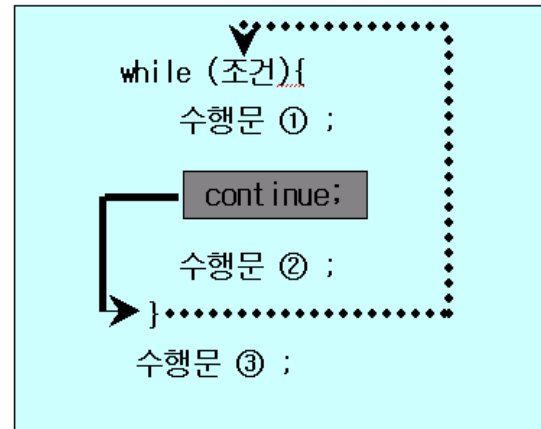 while (조건){
수행문 ① ;
continue;
수행문 ② ;
}
수행문 ③ ;